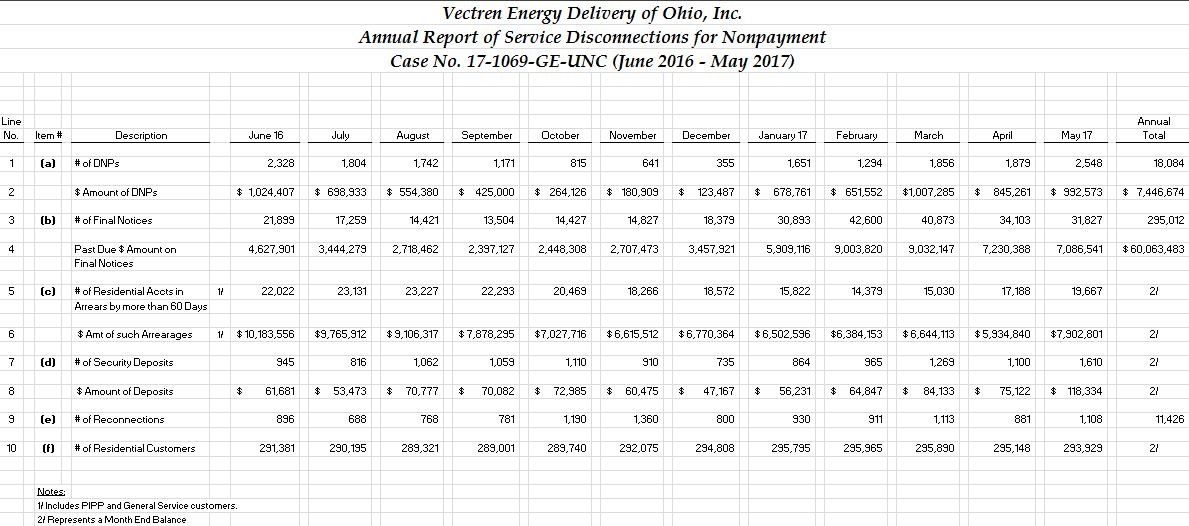 Vectren Energy Delivery of Ohio, Inc.
Annual Report of Service Disconnections for Nonpayment
Case No. 17-1069-GE-UNC (June 2016 - May 2017)
Line Annual
No. Item # Description June 16 July August September October November December January 17 February March April May 17 Total
1 (a) # of DNPs 2,328 1,804 1,742 1,171 815 641 355 1,651 1,294 1,856 1,879 2,548 18,084
2 $ Amount of DNPs $ 1,024,407 $ 698,933 $ 554,380 $ 425,000 $ 264,126 $ 180,909 $ 123,487 $ 678,761 $ 651,552 $1,007,285 $ 845,261 $ 992,573 $ 7,446,674
3 (b) # of Final Notices 21,899 17,259 14,421 13,504 14,427 14,827 18,379 30,893 42,600 40,873 34,103 31,827 295,012
4 Past Due $ Amount on 4,627,901 3,444,279 2,718,462 2,397,127 2,448,308 2,707,473 3,457,921 5,909,116 9,003,820 9,032,147 7,230,388 7,086,541 $ 60,063,483
Final Notices
5 (c) # of Residential Accts in 1/ 22,022 23,131 23,227 22,293 20,469 18,266 18,572 15,822 14,379 15,030 17,188 19,667 2/
Arrears by more than 60 Days
6 $ Amt of such Arrearages 1/ $ 10,183,556 $9,765,912 $ 9,106,317 $ 7,878,295 $7,027,716 $ 6,615,512 $ 6,770,364 $ 6,502,596 $6,384,153 $ 6,644,113 $ 5,934,840 $7,902,801 2/
7 (d) # of Security Deposits 945 816 1,062 1,059 1,110 910 735 864 965 1,269 1,100 1,610 2/
8 $ Amount of Deposits $ 61,681 $ 53,473 $ 70,777 $ 70,082 $ 72,985 $ 60,475 $ 47,167 $ 56,231 $ 64,847 $ 84,133 $ 75,122 $ 118,334 2/
9 (e) # of Reconnections 896 688 768 781 1,190 1,360 800 930 911 1,113 881 1,108 11,426
10 (f) # of Residential Customers 291,381 290,195 289,321 289,001 289,740 292,075 294,808 295,795 295,965 295,890 295,148 293,929 2/
Notes:
1/ Includes PIPP and General Service customers.
2/ Represents a Month End Balance